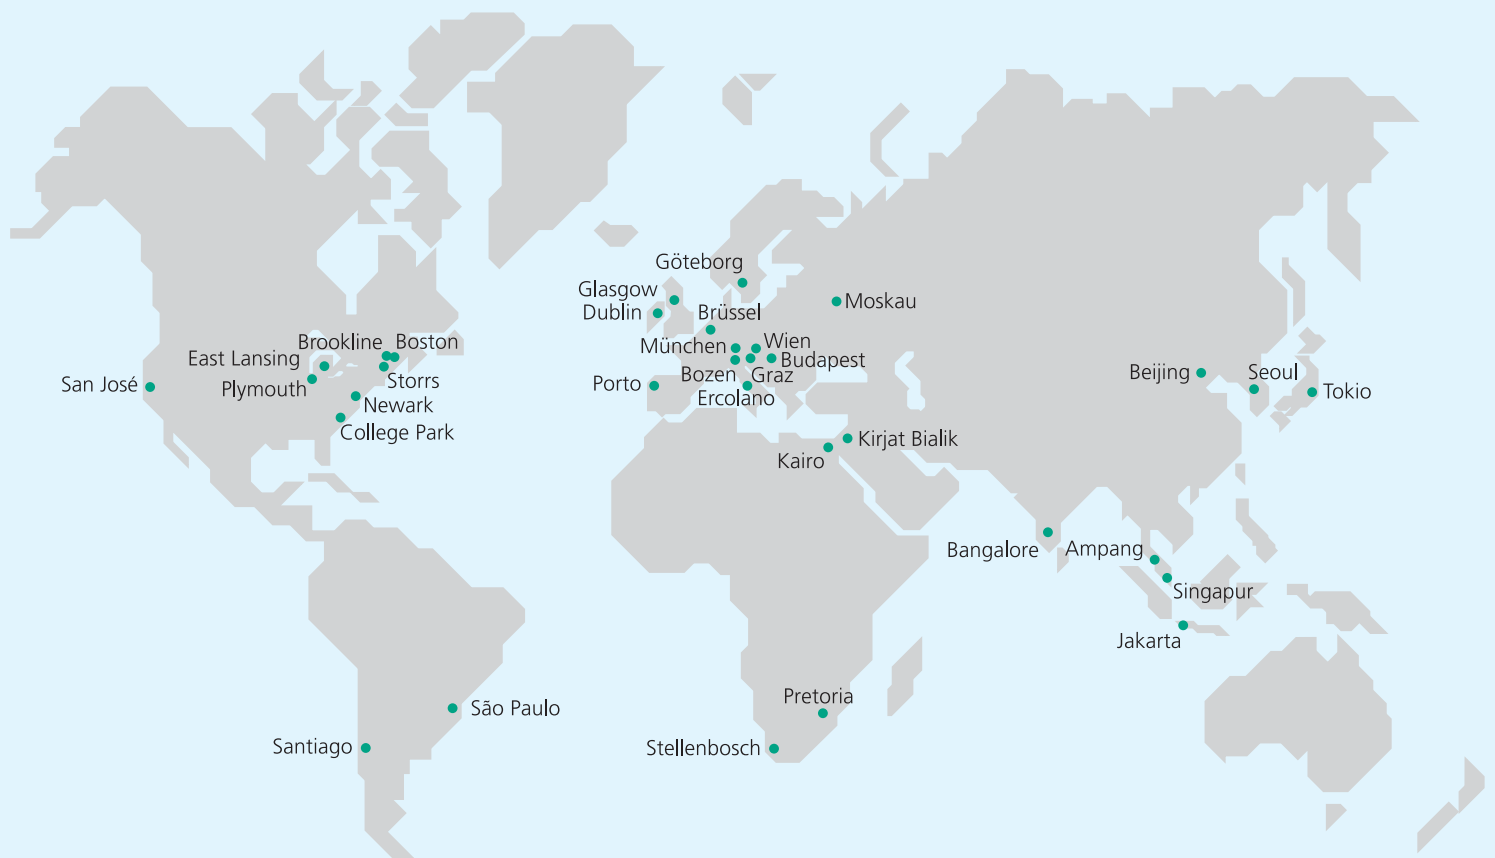 Göteborg
Glasgow
Moskau
Dublin
Brüssel
Brookline
Boston
München
Wien
East Lansing
Budapest
Beijing
Seoul
Bozen
Graz
San José
Plymouth
Storrs
Porto
Tokio
Ercolano
Newark
College Park
Kirjat Bialik
Kairo
Bangalore
Ampang
Singapur
Jakarta
Pretoria
São Paulo
Santiago
Stellenbosch